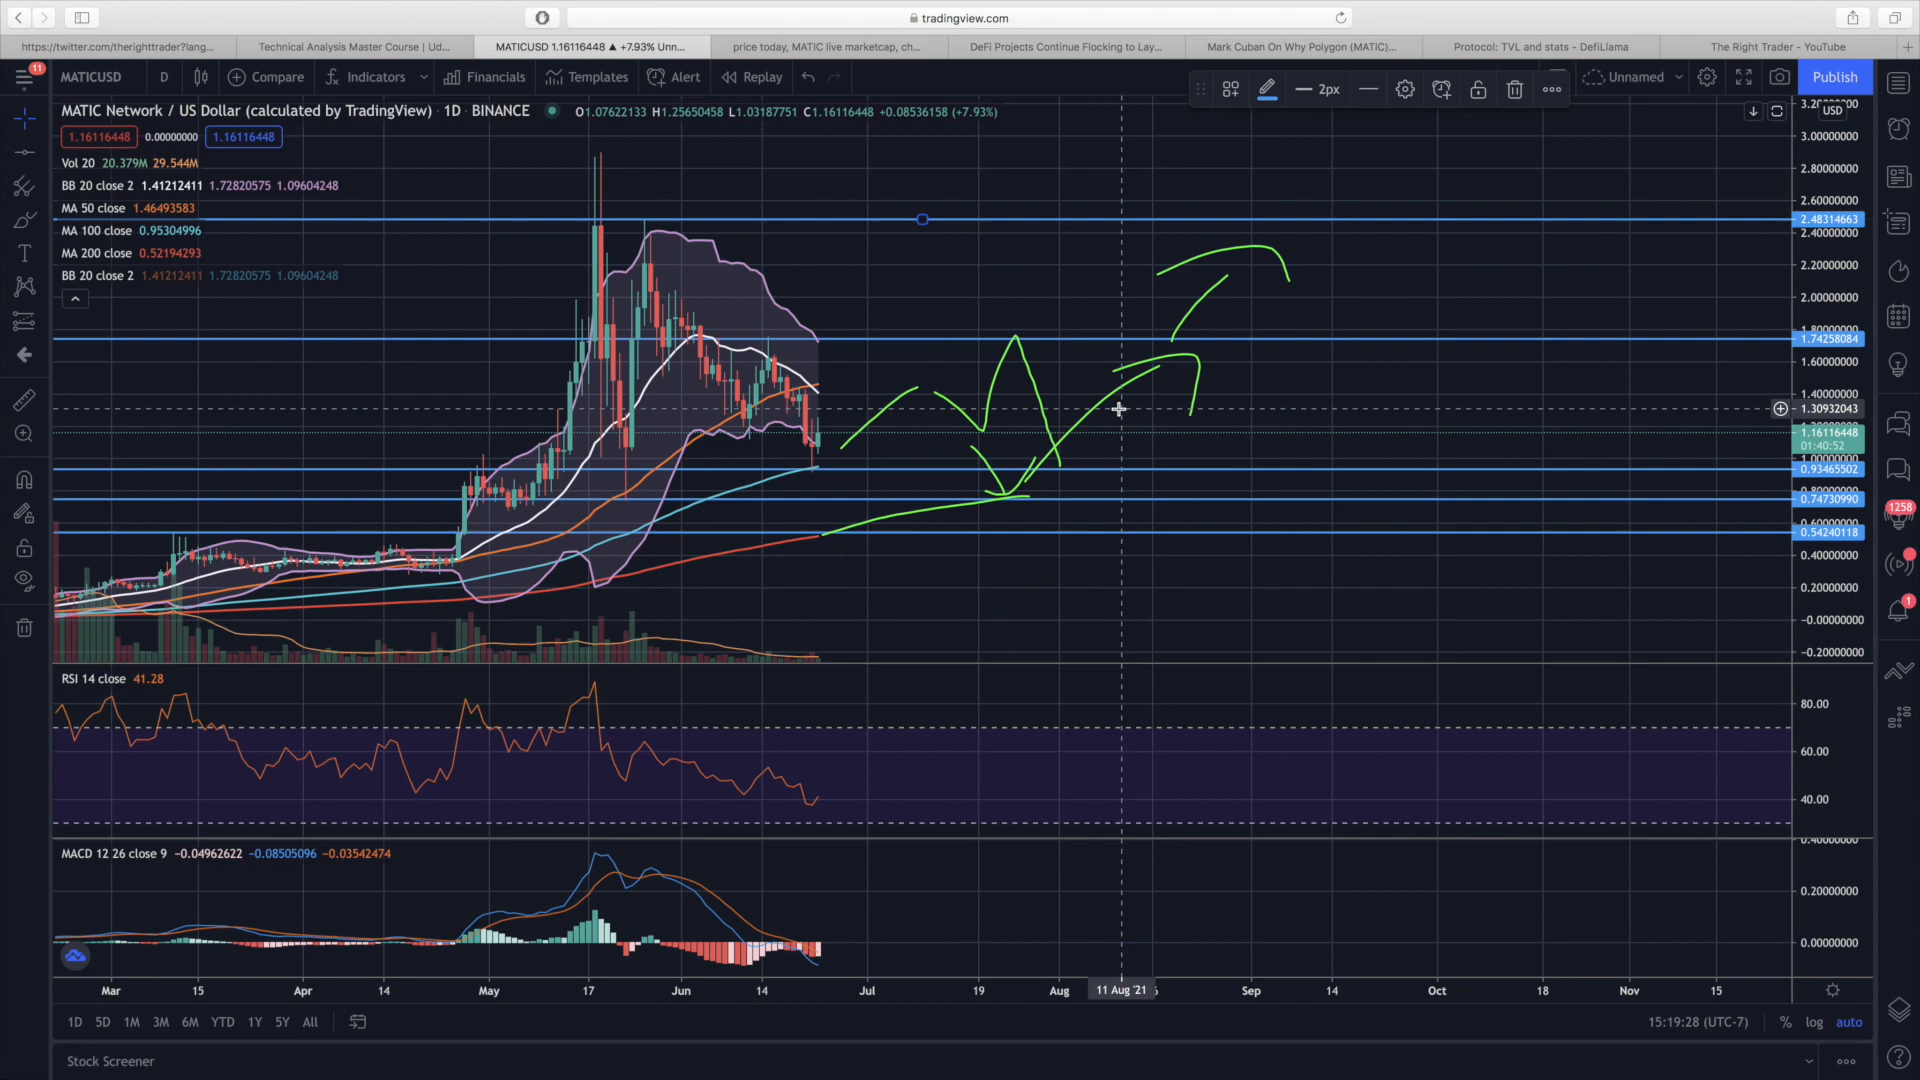 tradingview.com
https://twitter.com/therighttrader?lang...
Technical Analysis Master Course | Ud...
MATICUSD 1.16116448 ▲ +7.93% Unn...
price today, MATIC live marketcap, ch...
DeFi Projects Continue Flocking to Lay...
Mark Cuban On Why Polygon (MATIC)...
Protocol: TVL and stats - DefiLlama
The Right Trader - YouTube
11
MATICUSD
D
Compare
Indicators
Financials
Templates
Alert
Replay
2px
Unnamed
Publish
MATIC Network / US Dollar (calculated by TradingView) 1D · BINANCE
O1.07622133 H1.25650458 L1.03187751 C1.16116448 +0.08536158 (+7.93%)
USD
1.16116448 0.00000000 1.16116448
Vol 20 20.379M 29.544M
BB 20 close 2 1.41212411 1.72820575 1.09604248
MA 50 close 1.46493583
MA 100 close 0.95304996
MA 200 close 0.52194293
BB 20 close 2 1.41212411 1.72820575 1.09604248
3.00000000
2.80000000
2.60000000
2.48314663
2.40000000
2.20000000
2.00000000
1.80000000
1.74258084
1.60000000
1.40000000
1.30932043
1.16116448
01:40:52
1.00000000
0.93465502
0.74730990
0.60000000
0.54240118
0.40000000
0.20000000
−0.00000000
−0.20000000
1258
1
RSI 14 close 41.28
80.00
60.00
40.00
MACD 12 26 close 9 −0.04962622 −0.08505096 −0.03542474
0.40000000
0.20000000
0.00000000
Mar 15 Apr 14 May 17 Jun 14 Jul 19 Aug 11 Aug '21 Sep 14 Oct 18 Nov 15
1D 5D 1M 3M 6M YTD 1Y 5Y All
15:19:28 (UTC-7) % log auto
Stock Screener